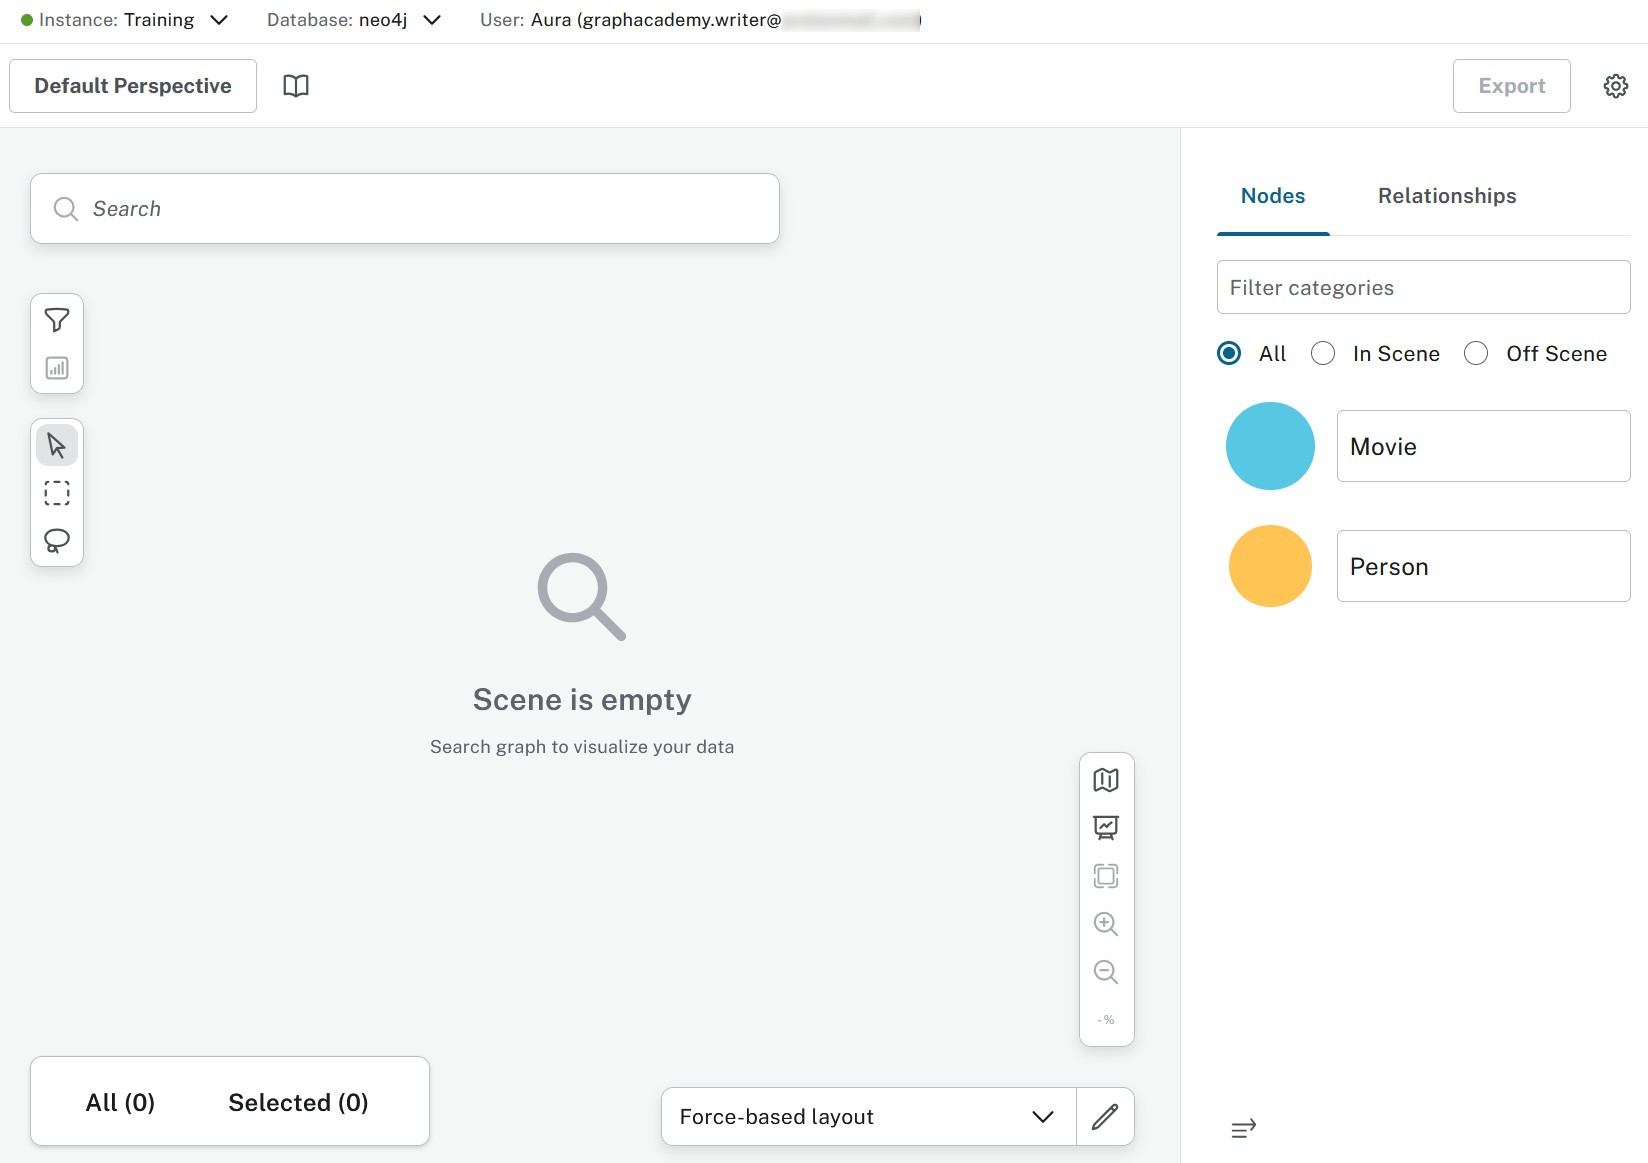 Instance: Training
Database: neo4j
User: Aura (graphacademy.writer@
Default Perspective
Export
Search
Nodes
Relationships
Filter categories
All
In Scene
Off Scene
Movie
Person
Scene is empty
Search graph to visualize your data
-%
All (0)
Selected (0)
Force-based layout